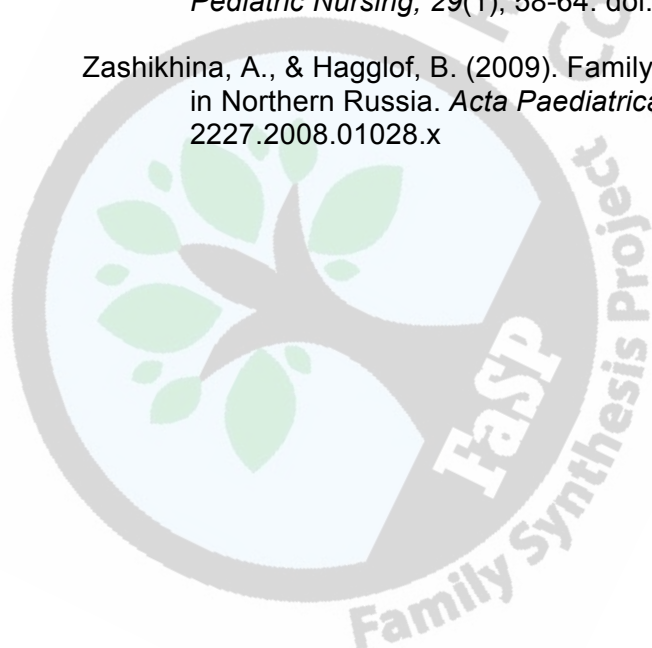 Pediatric Nursing, 29(1), 58-64. doi:
Zashikhina, A., & Hagglof, B. (2009). Family
in Northern Russia. Acta Paediatrica
2227.2008.01028.x
FaSP
Family Synthesis Project